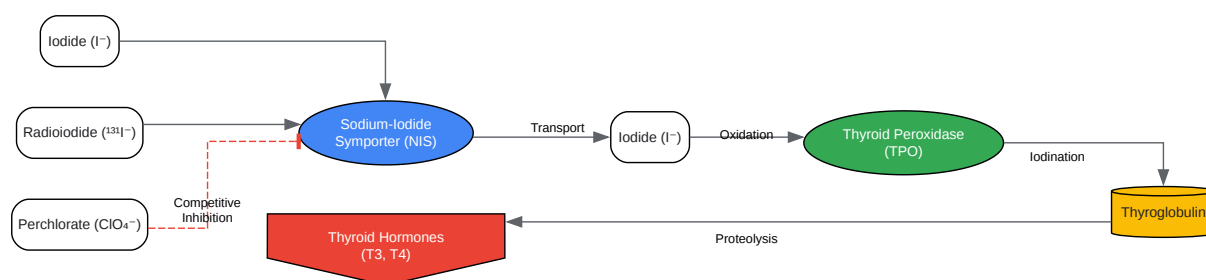 Iodide (I⁻)
Sodium-Iodide
Symporter (NIS)
Radioiodide (¹³¹I⁻)
Transport
Iodide (I⁻)
Oxidation
Thyroid Peroxidase
(TPO)
Iodination
Competitive
Inhibition
Perchlorate (ClO₄⁻)
Thyroglobulin
Thyroid Hormones
(T3, T4)
Proteolysis